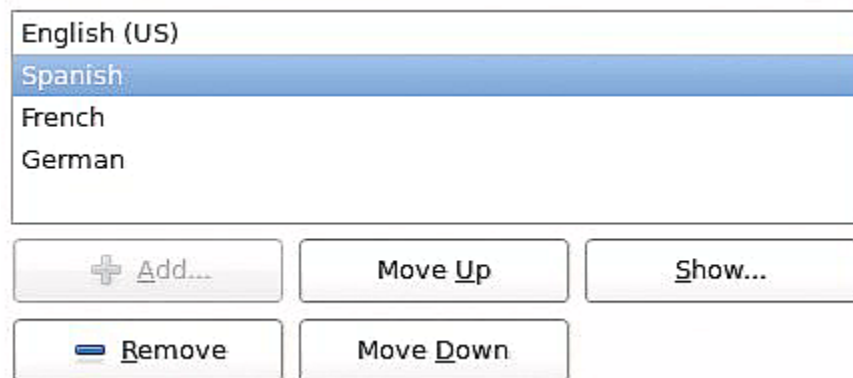 English (US)
Spanish
French
German
Add... Move Up Show...
Remove Move Down